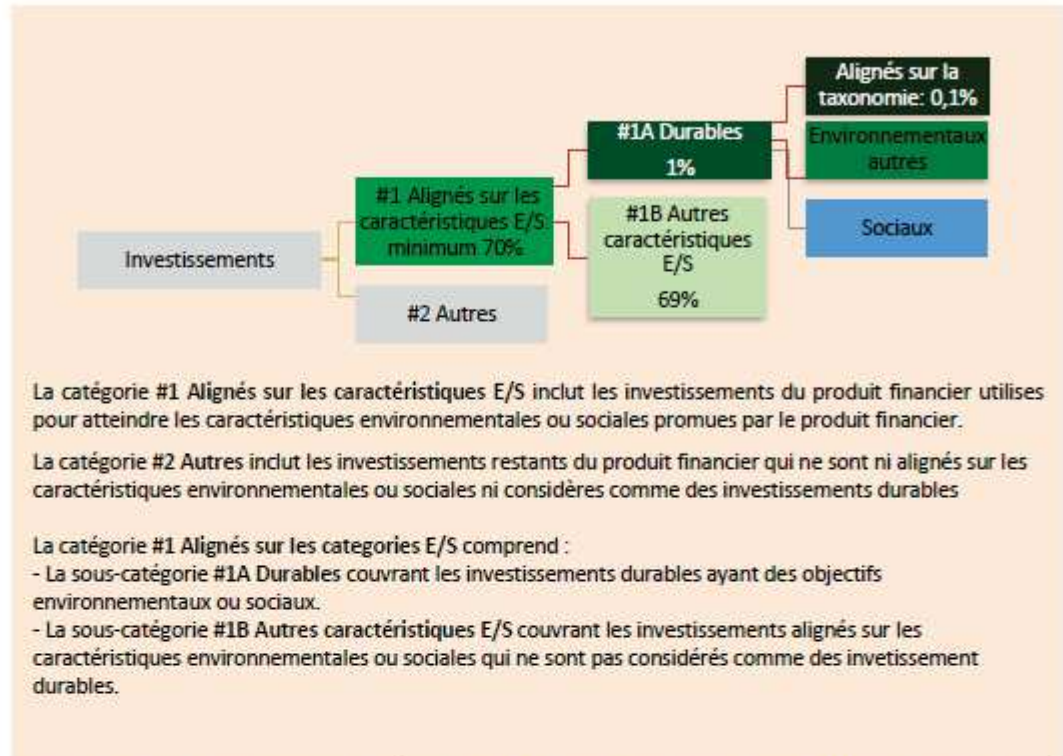 Alignés sur la
taxonomie: 0,1%
#1A Durables
1%
Environnementaux
autres
#1 Alignés sur les
caractéristiques E/S
minimum 70%
#1B Autres
caractéristiques
E/S
69%
Sociaux
Investissements
#2 Autres
La catégorie #1 Alignés sur les caractéristiques E/S inclut les investissements du produit financier utilises
pour atteindre les caractéristiques environnementales ou sociales promues par le produit financier.
La catégorie #2 Autres inclut les investissements restants du produit financier qui ne sont ni alignés sur les
caractéristiques environnementales ou sociales ni considères comme des investissements durables
La catégorie #1 Alignés sur les categories E/S comprend :
- La sous-catégorie #1A Durables couvrant les investissements durables ayant des objectifs
environnementaux ou sociaux.
- La sous-catégorie #1B Autres caractéristiques E/S couvrant les investissements alignés sur les
caractéristiques environnementales ou sociales qui ne sont pas considérés comme des invetissement
durables.